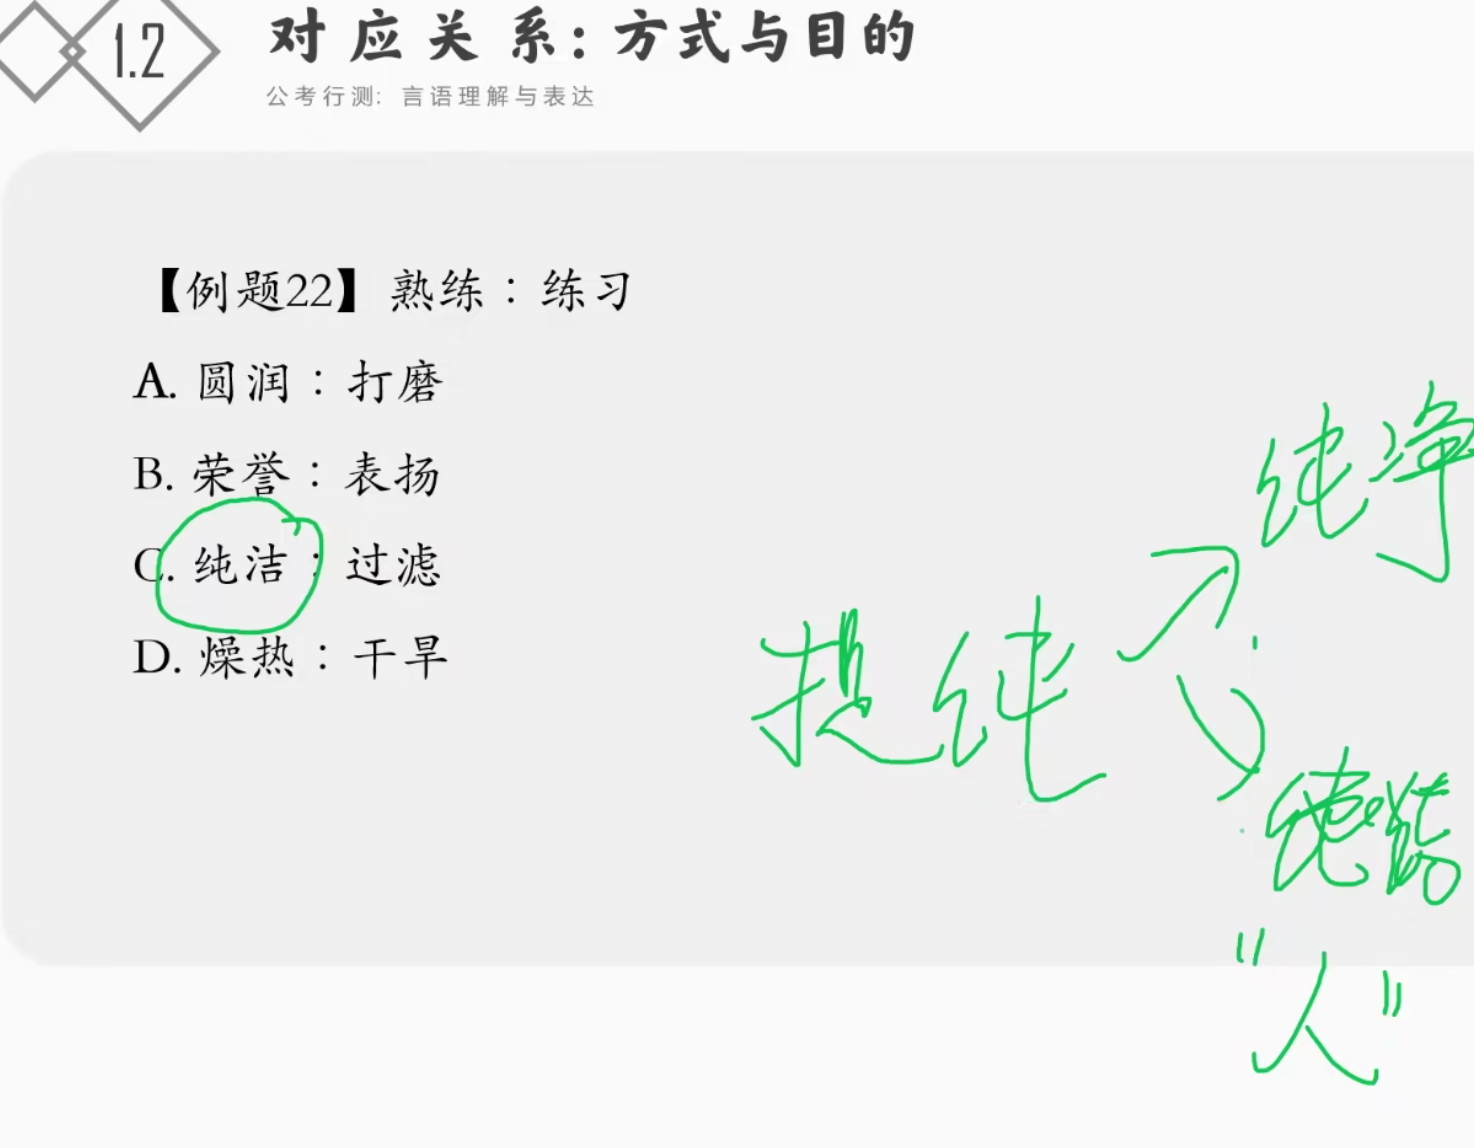 1.2
对应关系：方式与目的
公考行测：言语理解与表达
【例题22】熟练：练习
A. 圆润：打磨
B. 荣誉：表扬
C. 纯洁：过滤
D. 燥热：干旱
纯净
提纯
纯洁
"人"